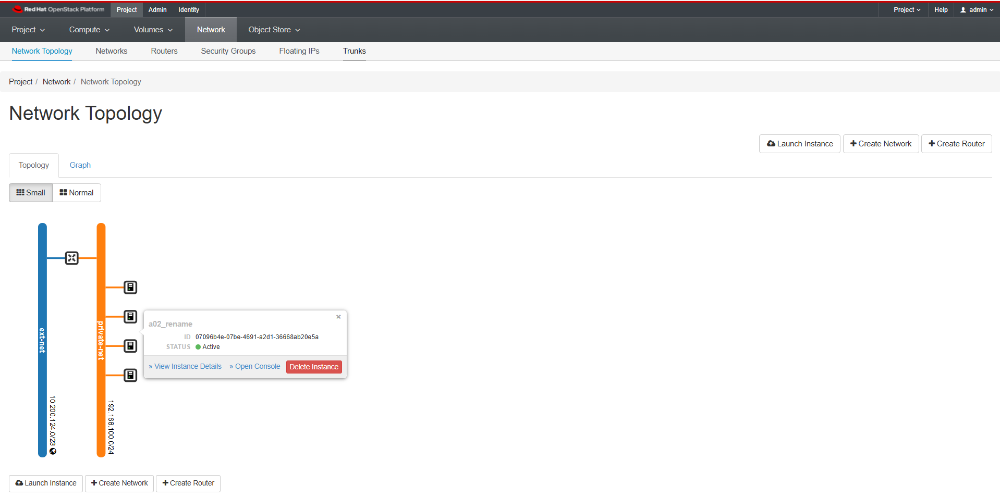 Red Hat OpenStack Platform Project Admin Identity Project Help admin
Project Compute Volumes Network Object Store
Network Topology Networks Routers Security Groups Floating IPs Trunks
Project / Network / Network Topology
Network Topology
Launch Instance + Create Network + Create Router
Topology Graph
Small Normal
ext-net
10.200.124.0/23
private-net
192.168.100.0/24
a02_rename ×
ID 07096b4e-07be-4691-a2d1-36668ab20e5a
STATUS Active
» View Instance Details » Open Console Delete Instance
Launch Instance + Create Network + Create Router